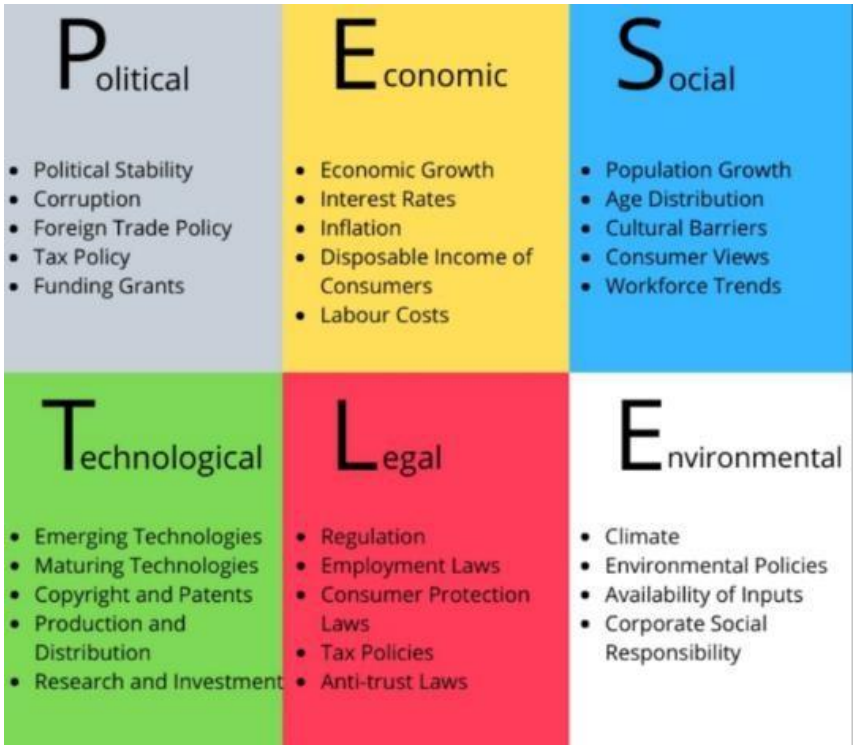 Political
• Political Stability
• Corruption
• Foreign Trade Policy
• Tax Policy
• Funding Grants
Economic
• Economic Growth
• Interest Rates
• Inflation
• Disposable Income of
Consumers
• Labour Costs
Social
• Population Growth
• Age Distribution
• Cultural Barriers
• Consumer Views
• Workforce Trends
Technological
• Emerging Technologies
• Maturing Technologies
• Copyright and Patents
• Production and
Distribution
• Research and Investment
Legal
• Regulation
• Employment Laws
• Consumer Protection
Laws
• Tax Policies
• Anti-trust Laws
Environmental
• Climate
• Environmental Policies
• Availability of Inputs
• Corporate Social
Responsibility